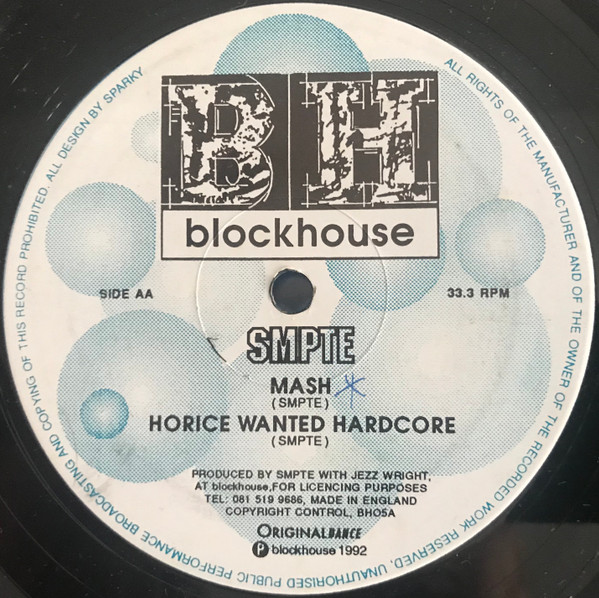 BH
blockhouse
SIDE AA
33.3 RPM
SMPTE
MASH
(SMPTE)
HORICE WANTED HARDCORE
(SMPTE)
PRODUCED BY SMPTE WITH JEZZ WRIGHT,
AT blockhouse,FOR LICENCING PURPOSES
TEL: 081 519 9686, MADE IN ENGLAND
COPYRIGHT CONTROL, BHO5A
ORIGINALDANCE
℗ blockhouse 1992
ALL RIGHTS OF THE MANUFACTURER AND OF THE OWNER OF THE RECORDED WORK RESERVED. UNAUTHORISED PUBLIC PERFORMANCE BROADCASTING AND COPYING OF THIS RECORD PROHIBITED. ALL DESIGN BY SPARKY